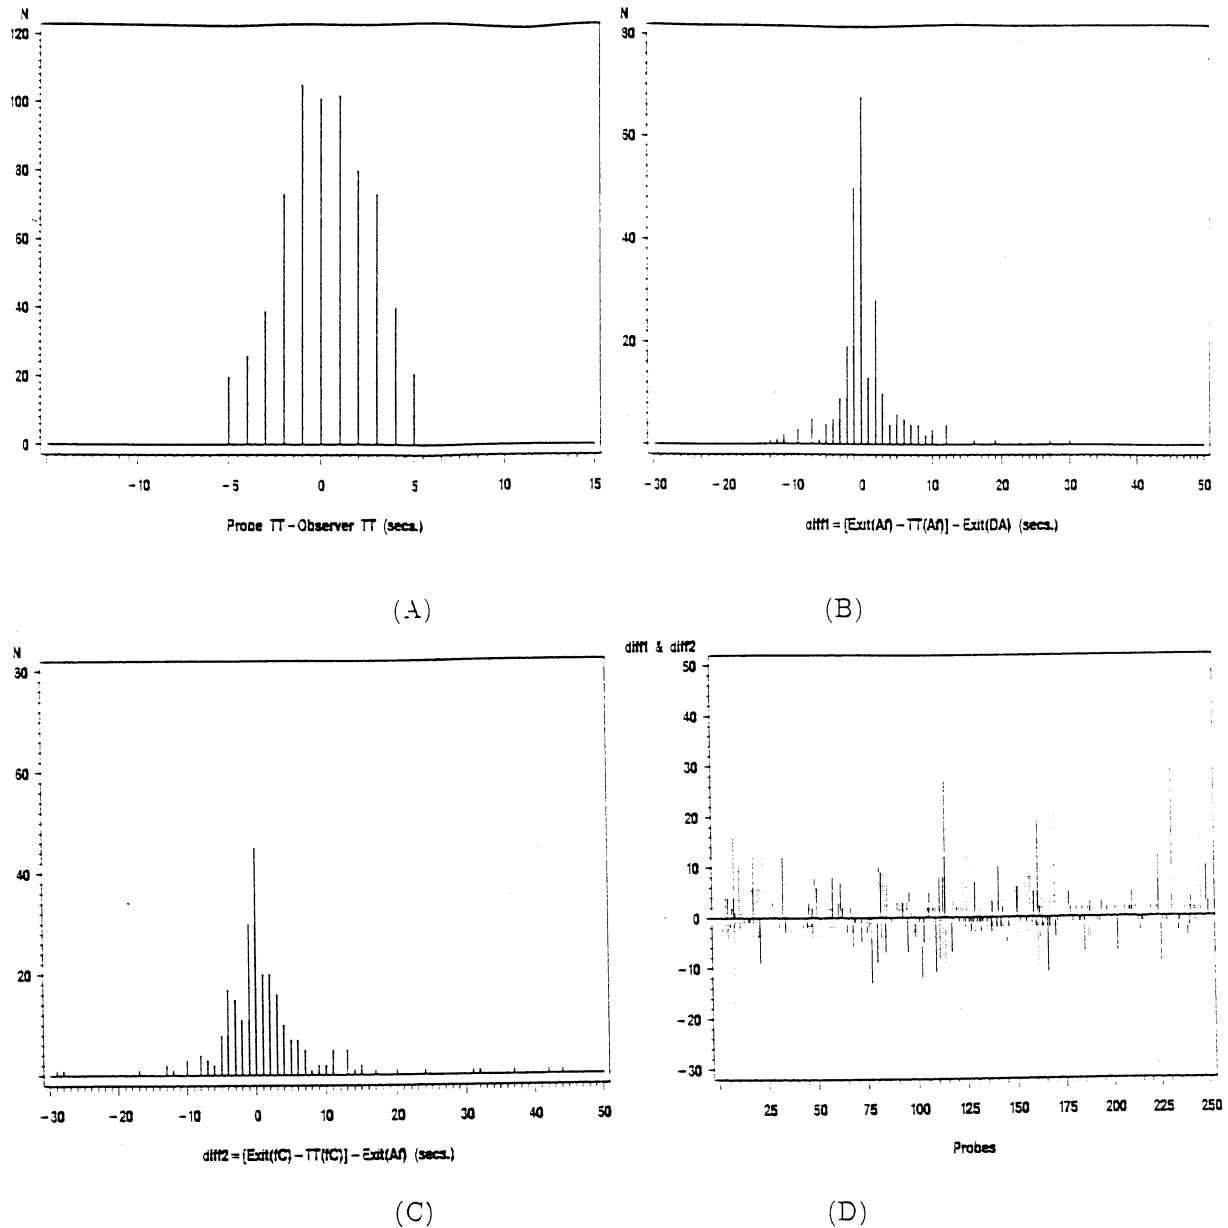 N
120
100
80
60
40
20
0
-10 -5 0 5 10 15
Probe TT - Observer TT (secs.)
(A)
N
80
60
40
20
-30 -20 -10 0 10 20 30 40 50
diff1 = [Exit(Af) - TT(Af)] - Exit(DA) (secs.)
(B)
N
80
60
40
20
-30 -20 -10 0 10 20 30 40 50
diff2 = [Exit(fC) - TT(fC)] - Exit(Af) (secs.)
(C)
diff1 & diff2
50
40
30
20
10
0
-10
-20
-30
25 50 75 100 125 150 175 200 225 250
Probes
(D)